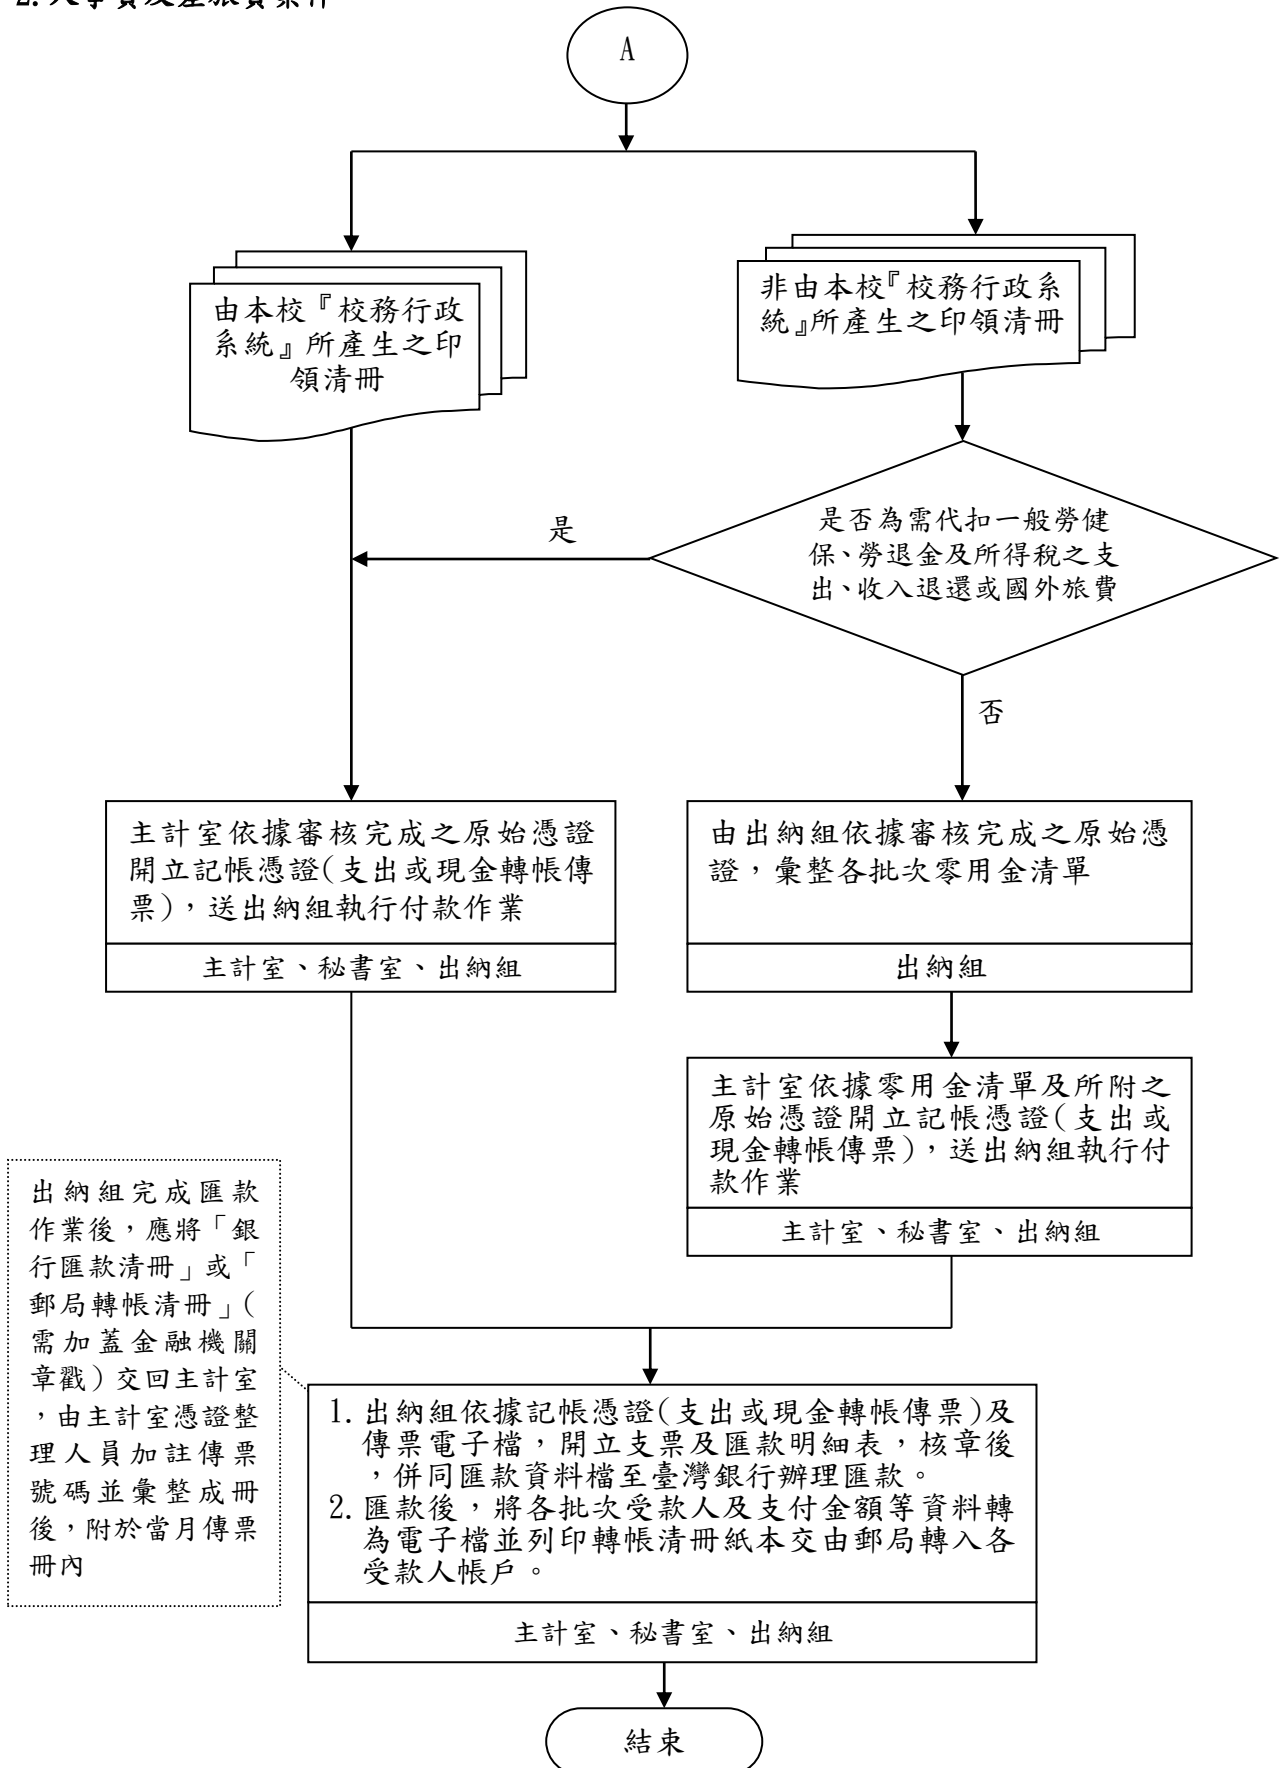 2. 人事費及差旅費案件
A
由本校『校務行政
系統』所產生之印
領清冊
非由本校『校務行政系
統』所產生之印領清冊
是否為需代扣一般勞健
保、勞退金及所得稅之支
出、收入退還或國外旅費
是
否
主計室依據審核完成之原始憑證
開立記帳憑證(支出或現金轉帳傳
票)，送出納組執行付款作業
主計室、秘書室、出納組
由出納組依據審核完成之原始憑
證，彙整各批次零用金清單
出納組
主計室依據零用金清單及所附之
原始憑證開立記帳憑證(支出或
現金轉帳傳票)，送出納組執行付
款作業
主計室、秘書室、出納組
出納組完成匯款
作業後，應將「銀
行匯款清冊」或「
郵局轉帳清冊」(
需加蓋金融機關
章戳)交回主計室
，由主計室憑證整
理人員加註傳票
號碼並彙整成冊
後，附於當月傳票
冊內
1. 出納組依據記帳憑證(支出或現金轉帳傳票)及
傳票電子檔，開立支票及匯款明細表，核章後
，併同匯款資料檔至臺灣銀行辦理匯款。
2. 匯款後，將各批次受款人及支付金額等資料轉
為電子檔並列印轉帳清冊紙本交由郵局轉入各
受款人帳戶。
主計室、秘書室、出納組
結束